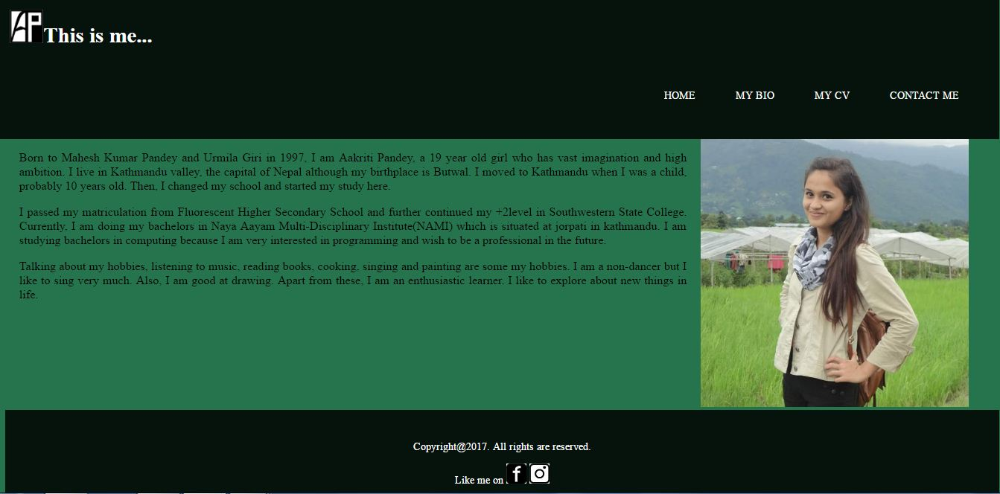 AP This is me...
HOME MY BIO MY CV CONTACT ME
Born to Mahesh Kumar Pandey and Urmila Giri in 1997, I am Aakriti Pandey, a 19 year old girl who has vast imagination and high
ambition. I live in Kathmandu valley, the capital of Nepal although my birthplace is Butwal. I moved to Kathmandu when I was a child,
probably 10 years old. Then, I changed my school and started my study here.
I passed my matriculation from Fluorescent Higher Secondary School and further continued my +2level in Southwestern State College.
Currently, I am doing my bachelors in Naya Aayam Multi-Disciplinary Institute(NAMI) which is situated at jorpati in kathmandu. I am
studying bachelors in computing because I am very interested in programming and wish to be a professional in the future.
Talking about my hobbies, listening to music, reading books, cooking, singing and painting are some my hobbies. I am a non-dancer but I
like to sing very much. Also, I am good at drawing. Apart from these, I am an enthusiastic learner. I like to explore about new things in
life.
Copyright@2017. All rights are reserved.
Like me on f